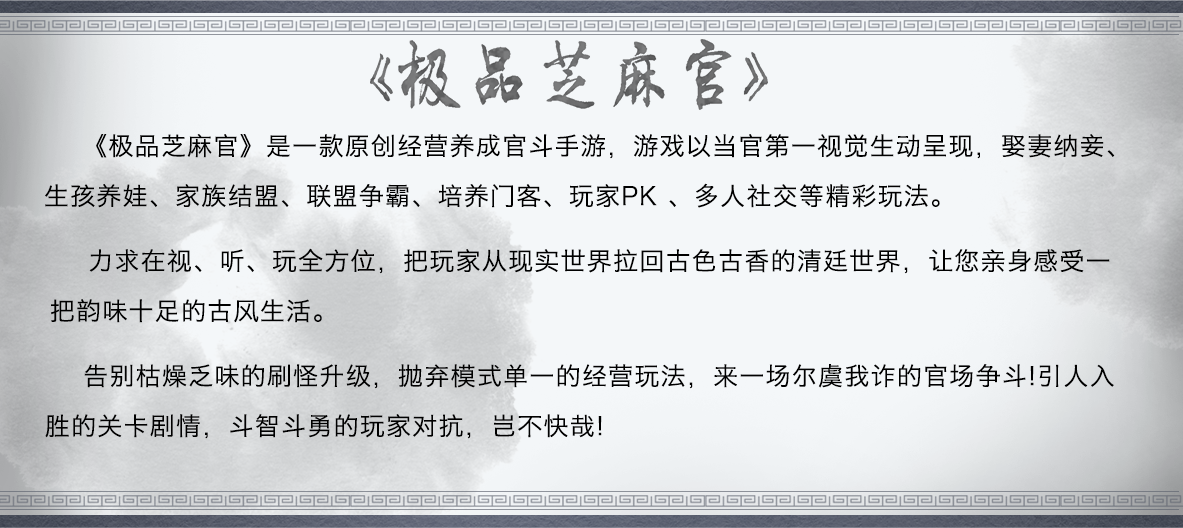 《极品芝麻官》
《极品芝麻官》是一款原创经营养成官斗手游，游戏以当官第一视觉生动呈现，娶妻纳妾、
生孩养娃、家族结盟、联盟争霸、培养门客、玩家PK 、多人社交等精彩玩法。
力求在视、听、玩全方位，把玩家从现实世界拉回古色古香的清廷世界，让您亲身感受一
把韵味十足的古风生活。
告别枯燥乏味的刷怪升级，抛弃模式单一的经营玩法，来一场尔虞我诈的官场争斗!引人入
胜的关卡剧情，斗智斗勇的玩家对抗，岂不快哉!